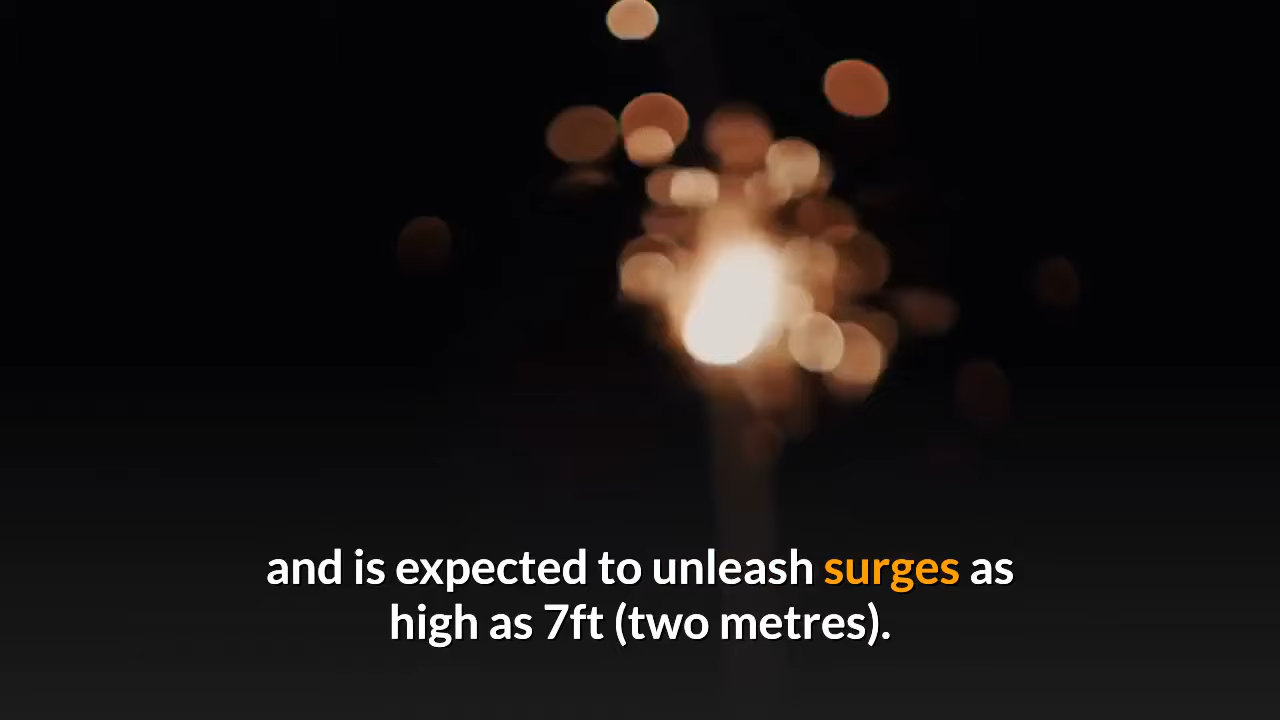 and is expected to unleash surges as
high as 7ft (two metres).